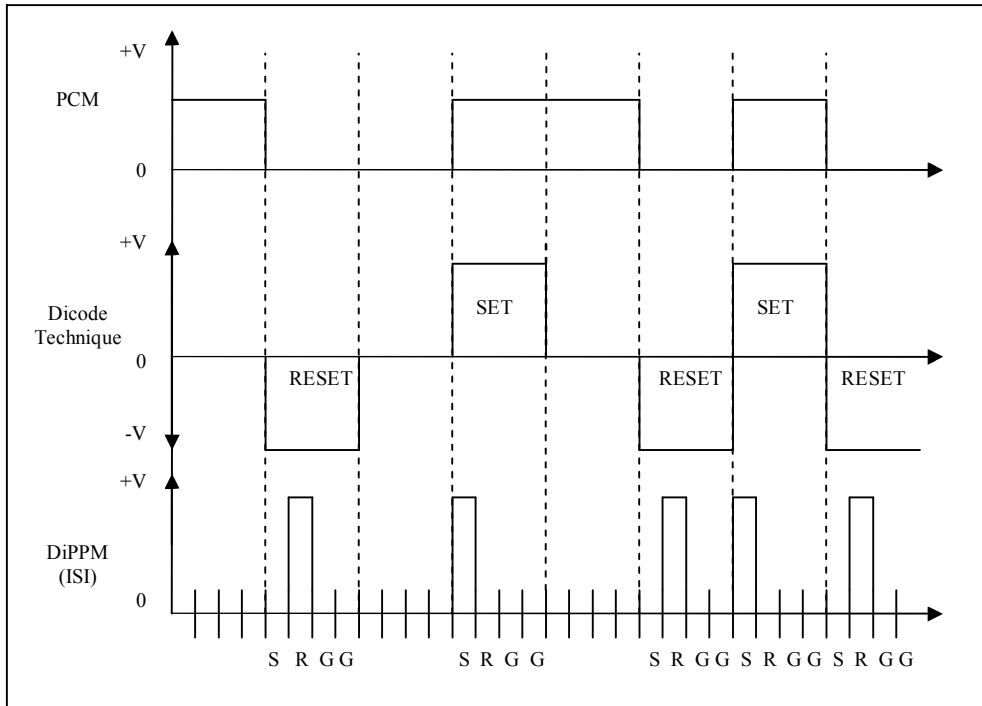 +V
PCM
0
+V
SET
SET
Dicode
Technique
0
RESET
RESET
RESET
-V
+V
DiPPM
(ISI)
0
S R G G S R G G S R G G S R G G S R G G